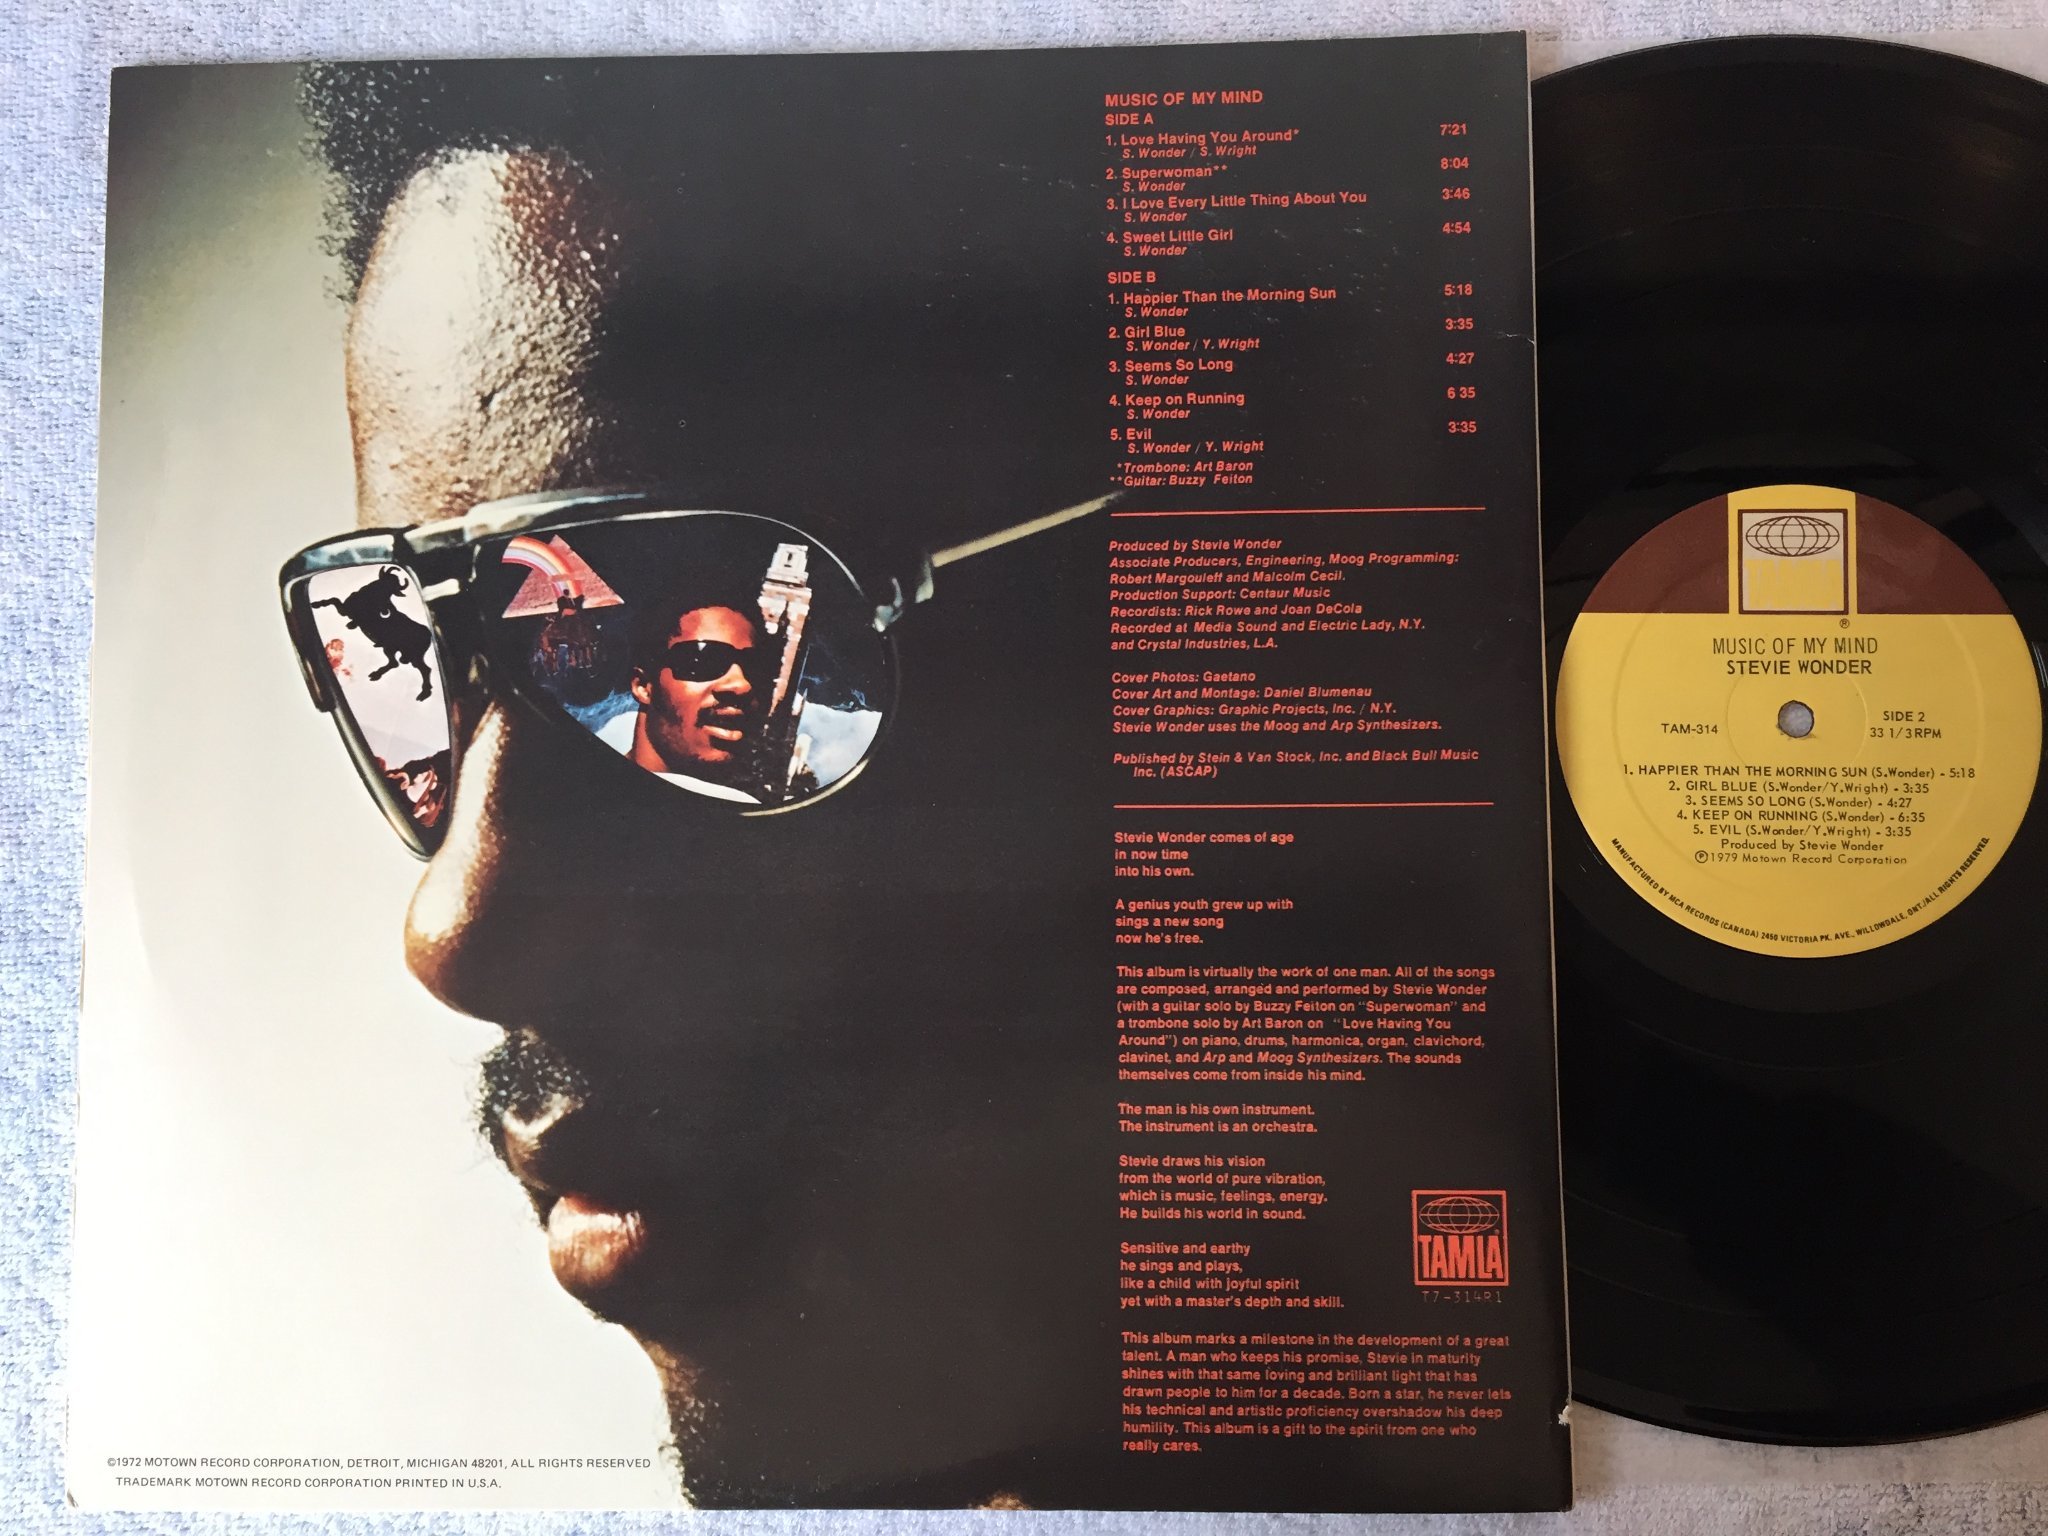 MUSIC OF MY MIND
SIDE A
1. Love Having You Around* 7:21
S. Wonder / S. Wright
2. Superwoman** 8:04
S. Wonder
3. I Love Every Little Thing About You 3:46
S. Wonder
4. Sweet Little Girl 4:54
S. Wonder
SIDE B
1. Happier Than the Morning Sun 5:18
S. Wonder
2. Girl Blue 3:35
S. Wonder / Y. Wright
3. Seems So Long 4:27
S. Wonder
4. Keep on Running 6 35
S. Wonder
5. Evil 3:35
S. Wonder / Y. Wright
*Trombone: Art Baron
**Guitar: Buzzy Feiton
Produced by Stevie Wonder
Associate Producers, Engineering, Moog Programming:
Robert Margouleff and Malcolm Cecil.
Production Support: Centaur Music
Recordists: Rick Rowe and Joan DeCola
Recorded at Media Sound and Electric Lady, N.Y.
and Crystal Industries, L.A.
Cover Photos: Gaetano
Cover Art and Montage: Daniel Blumenau
Cover Graphics: Graphic Projects, Inc. / N.Y.
Stevie Wonder uses the Moog and Arp Synthesizers.
Published by Stein & Van Stock, Inc. and Black Bull Music
Inc. (ASCAP)
Stevie Wonder comes of age
in now time
into his own.
A genius youth grew up with
sings a new song
now he's free.
This album is virtually the work of one man. All of the songs
are composed, arranged and performed by Stevie Wonder
(with a guitar solo by Buzzy Feiton on "Superwoman" and
a trombone solo by Art Baron on "Love Having You
Around") on piano, drums, harmonica, organ, clavichord,
clavinet, and Arp and Moog Synthesizers. The sounds
themselves come from inside his mind.
The man is his own instrument.
The instrument is an orchestra.
Stevie draws his vision
from the world of pure vibration,
which is music, feelings, energy.
He builds his world in sound.
Sensitive and earthy
he sings and plays,
like a child with joyful spirit
yet with a master's depth and skill.
This album marks a milestone in the development of a great
talent. A man who keeps his promise, Stevie in maturity
shines with that same loving and brilliant light that has
drawn people to him for a decade. Born a star, he never lets
his technical and artistic proficiency overshadow his deep
humility. This album is a gift to the spirit from one who
really cares.
TAMLA
T7-314R1
©1972 MOTOWN RECORD CORPORATION, DETROIT, MICHIGAN 48201, ALL RIGHTS RESERVED
TRADEMARK MOTOWN RECORD CORPORATION PRINTED IN U.S.A.
TAMLA
®
MUSIC OF MY MIND
STEVIE WONDER
TAM-314
SIDE 2
33 1/3 RPM
1. HAPPIER THAN THE MORNING SUN (S.Wonder) - 5:18
2. GIRL BLUE (S.Wonder/Y.Wright) - 3:35
3. SEEMS SO LONG (S.Wonder) - 4:27
4. KEEP ON RUNNING (S.Wonder) - 6:35
5. EVIL (S.Wonder/Y.Wright) - 3:35
Produced by Stevie Wonder
℗1979 Motown Record Corporation
MANUFACTURED BY MCA RECORDS (CANADA) 2450 VICTORIA PK. AVE., WILLOWDALE, ONT./ALL RIGHTS RESERVED.